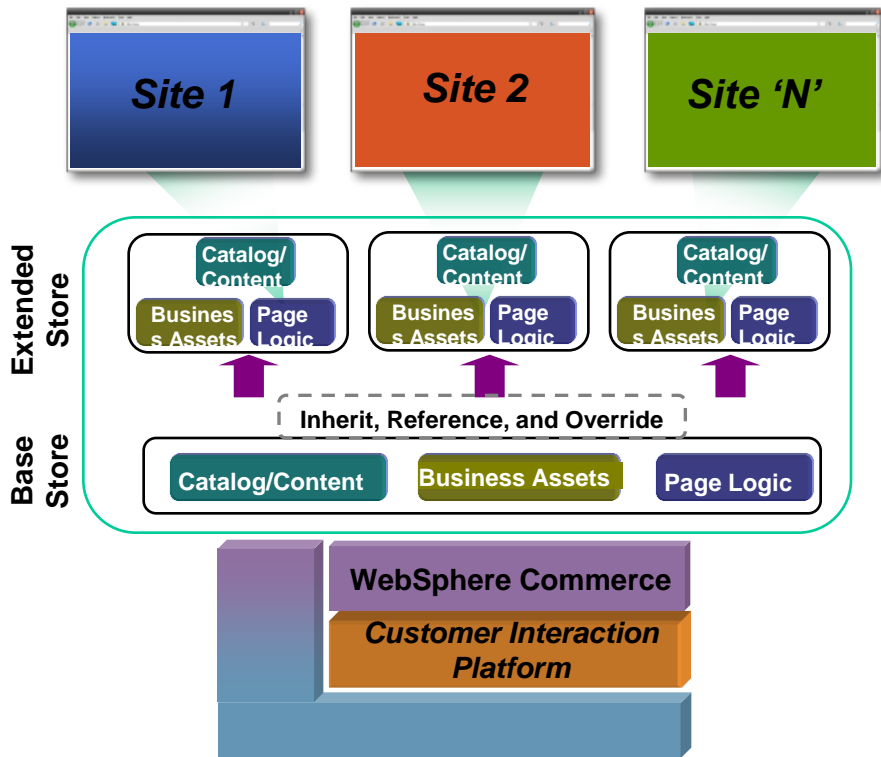 Site 1
Site 2
Site ‘N’
Extended
Store
Catalog/
Content
Busines
s Assets
Page
Logic
Catalog/
Content
Busines
s Assets
Page
Logic
Catalog/
Content
Busines
s Assets
Page
Logic
Inherit, Reference, and Override
Base
Store
Catalog/Content
Business Assets
Page Logic
WebSphere Commerce
Customer Interaction
Platform